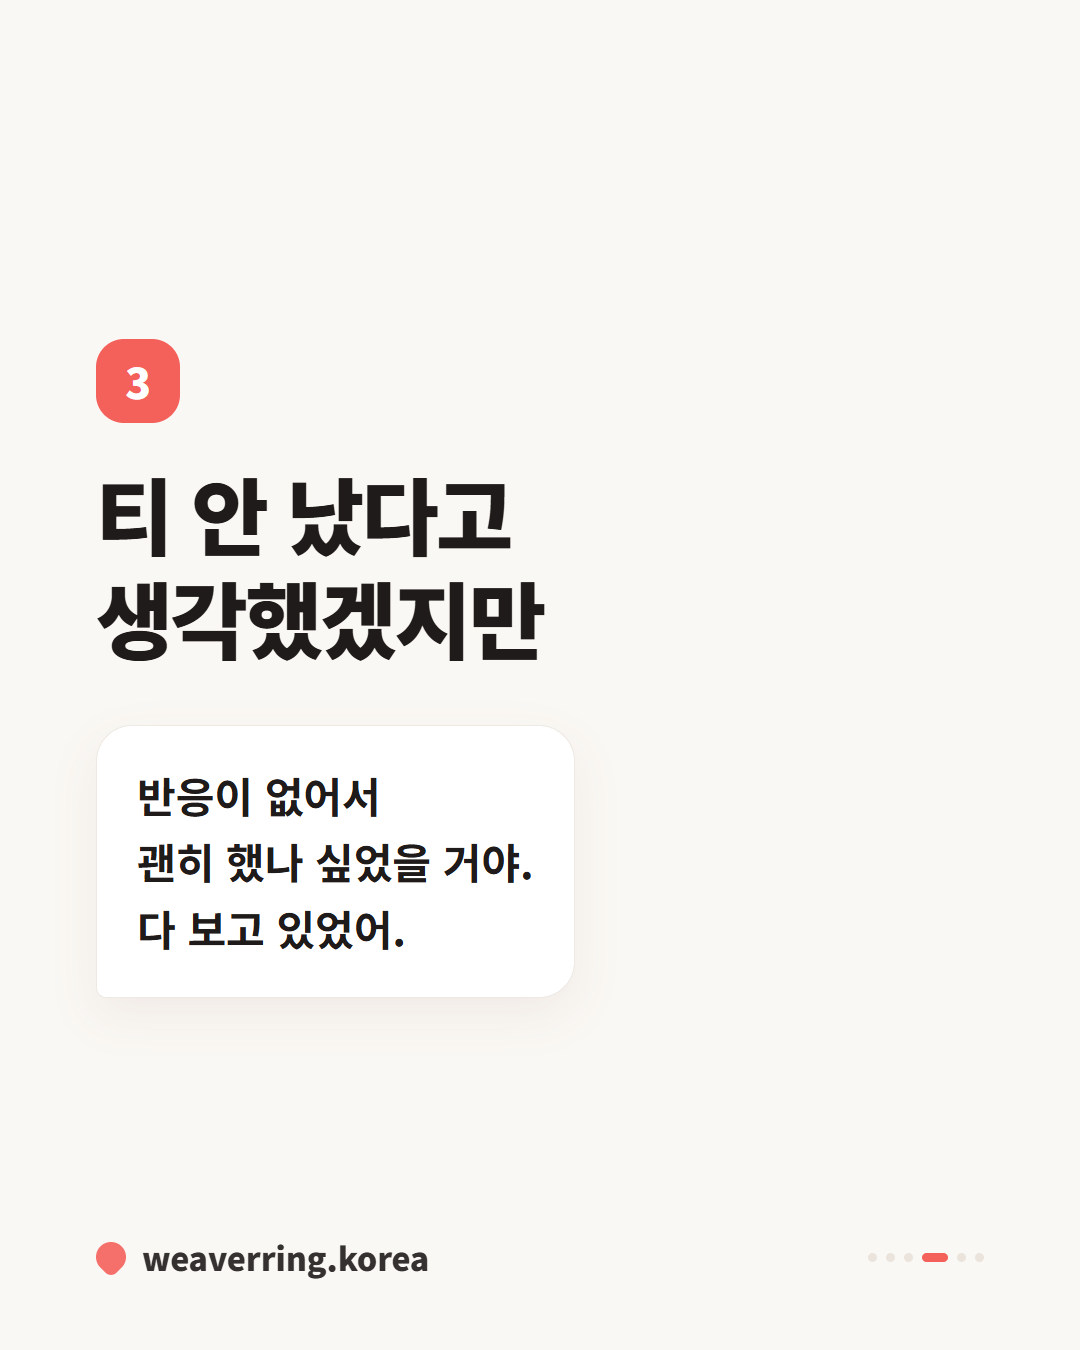 3
티 안 났다고
생각했겠지만
반응이 없어서
괜히 했나 싶었을 거야.
다 보고 있었어.
weaverring.korea